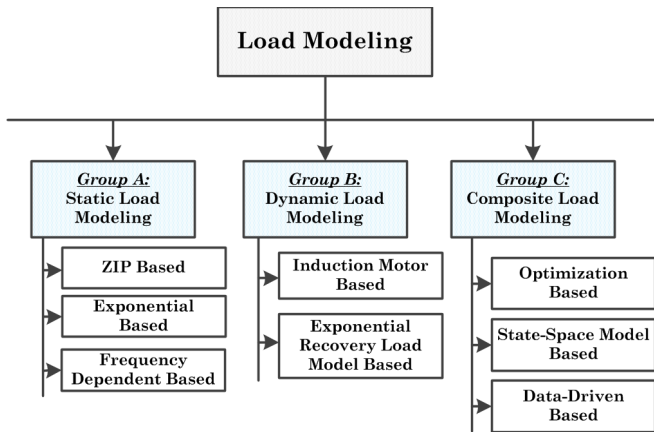 Load Modeling
Group A:
Static Load
Modeling
ZIP Based
Exponential
Based
Frequency
Dependent Based
Group B:
Dynamic Load
Modeling
Induction Motor
Based
Exponential
Recovery Load
Model Based
Group C:
Composite Load
Modeling
Optimization
Based
State-Space Model
Based
Data-Driven
Based